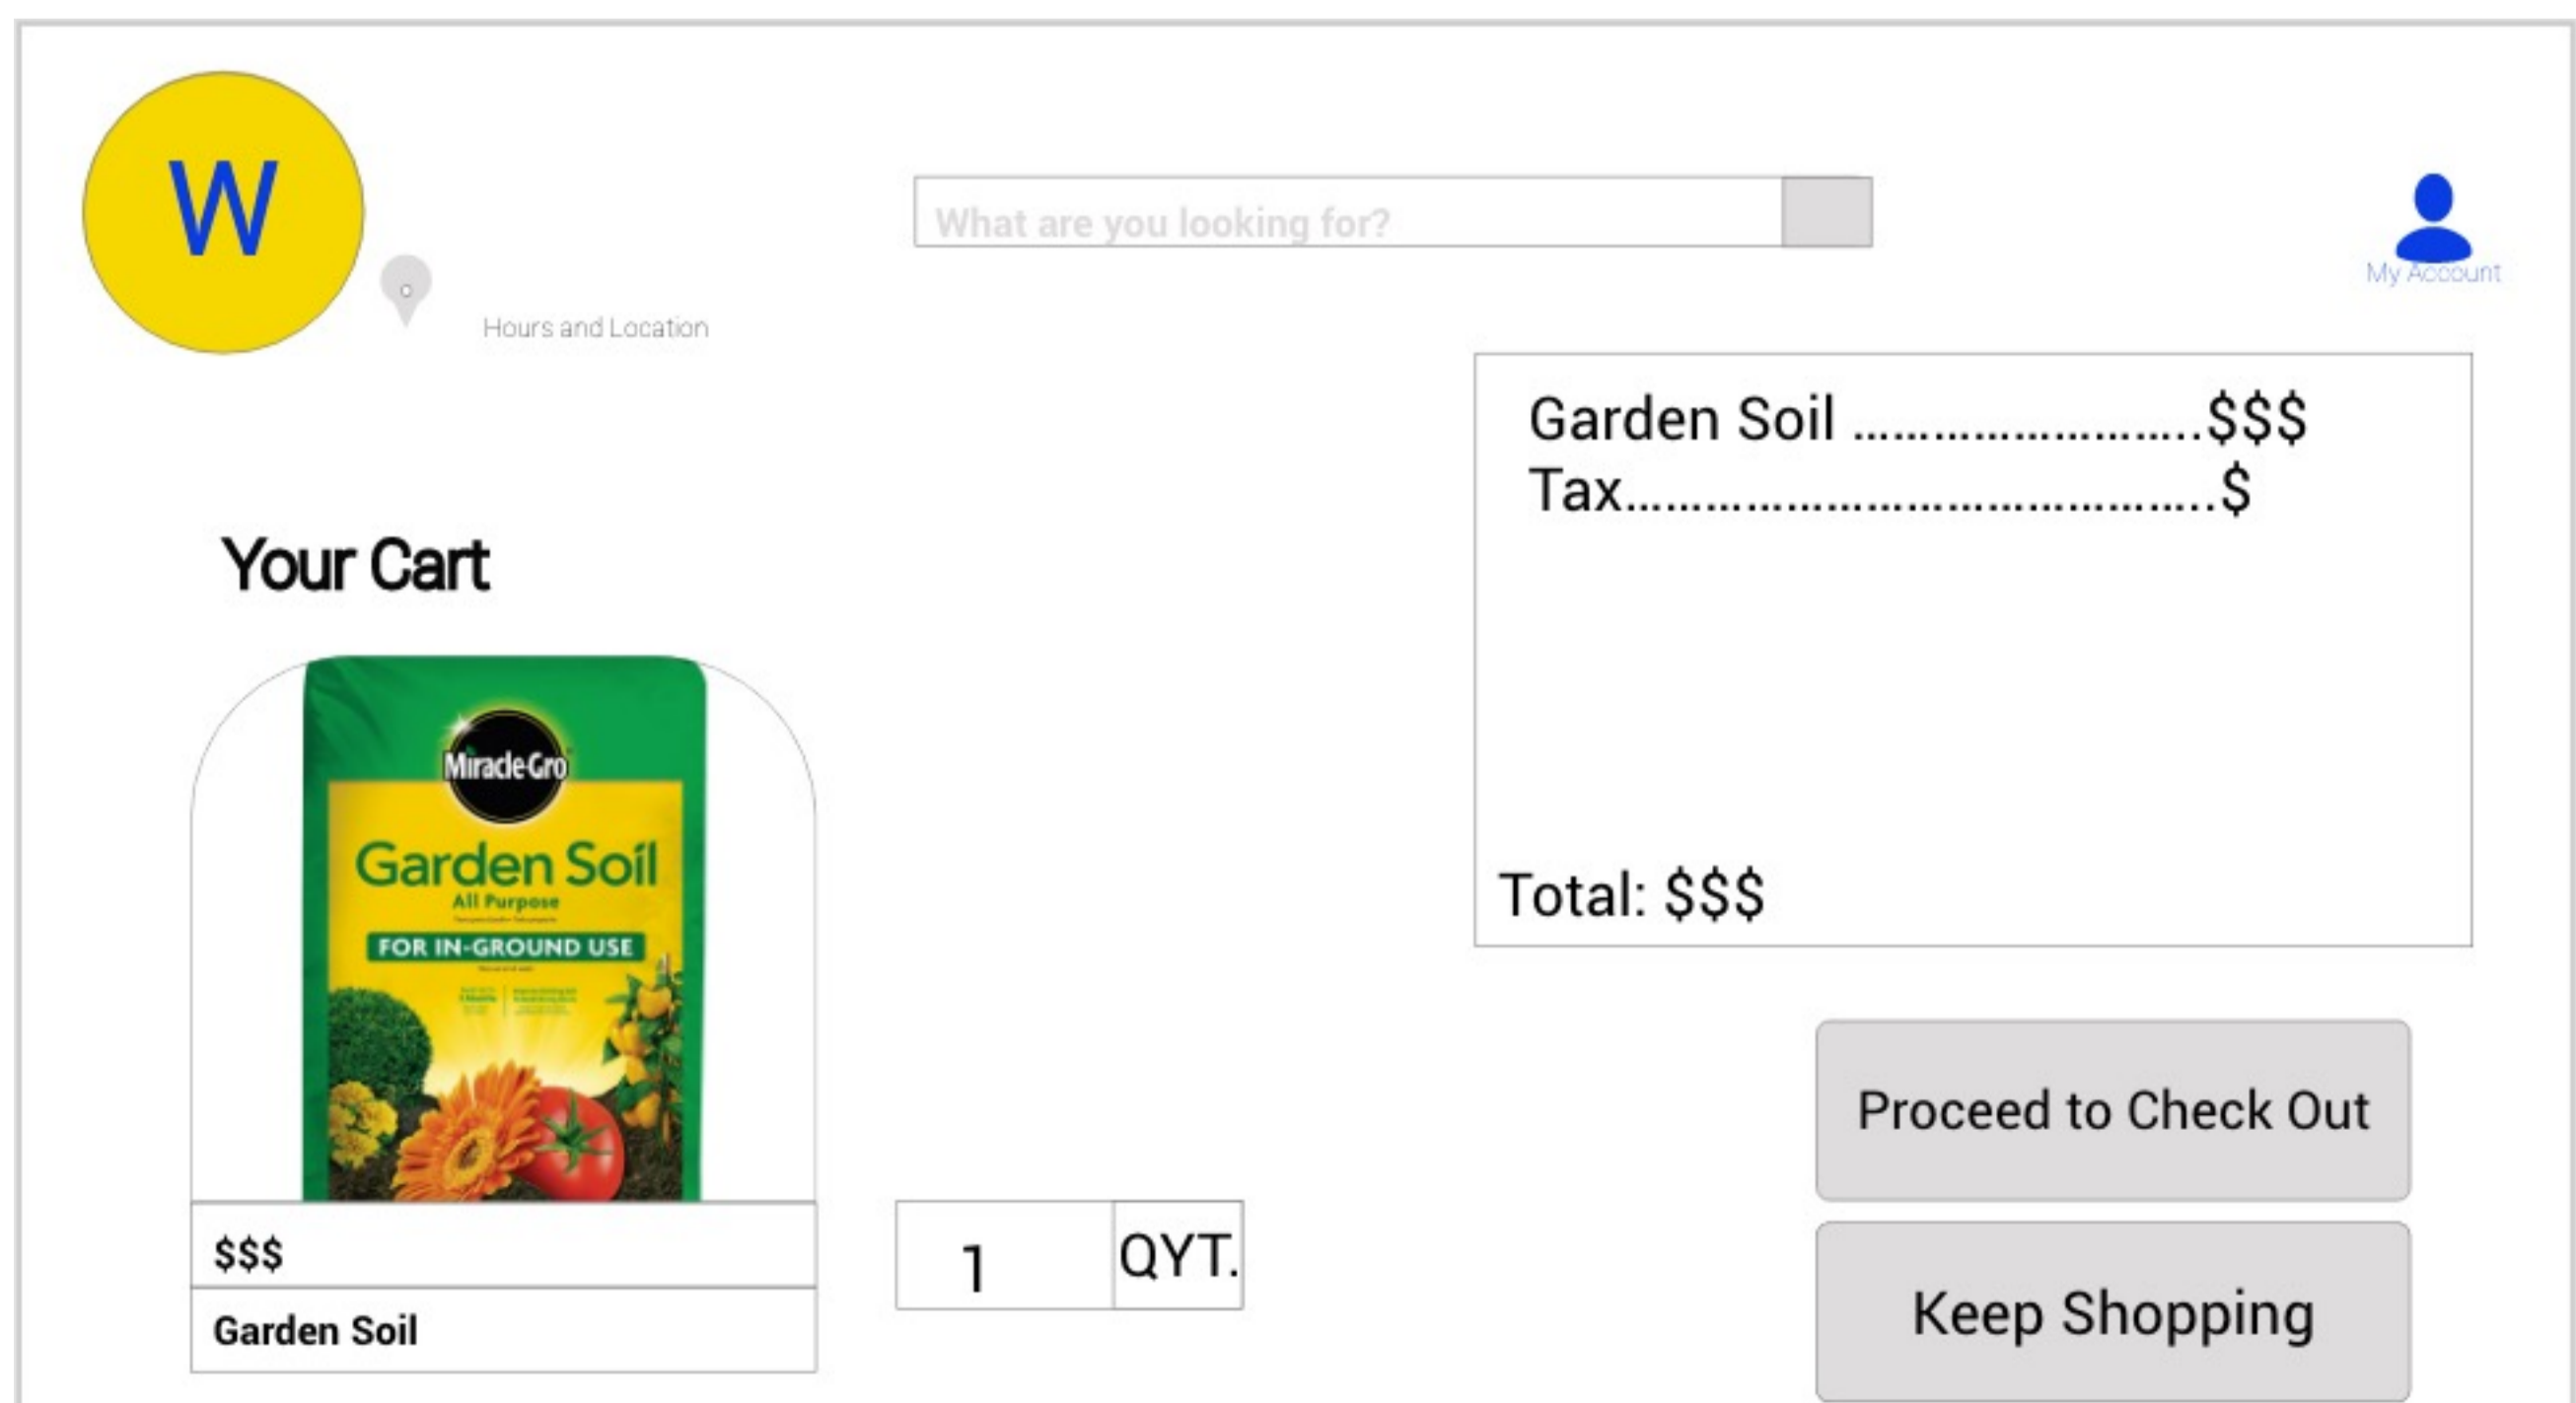 W
What are you looking for?
My Account
Hours and Location
Garden Soil ............................$$$
Tax............................................$
Your Cart
Miracle-Gro
Garden Soil
All Purpose
FOR IN-GROUND USE
Total: $$$
Proceed to Check Out
$$$
1 QYT.
Garden Soil
Keep Shopping